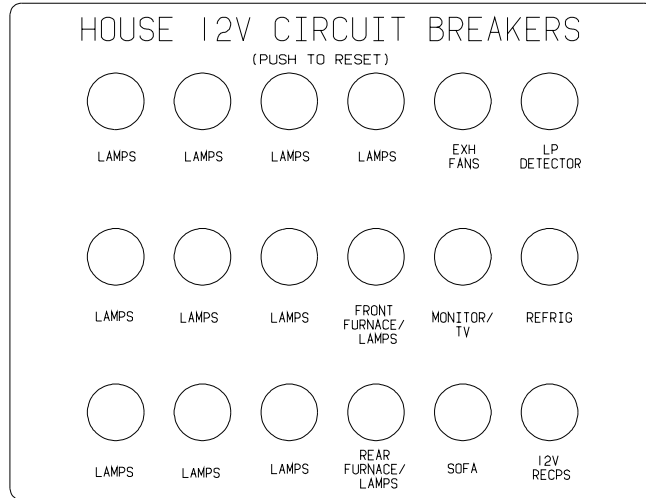 HOUSE 12V CIRCUIT BREAKERS
(PUSH TO RESET)
LAMPS LAMPS LAMPS LAMPS EXH FANS LP DETECTOR
LAMPS LAMPS LAMPS FRONT FURNACE/ LAMPS MONITOR/ TV REFRIG
LAMPS LAMPS LAMPS REAR FURNACE/ LAMPS SOFA 12V RECPS